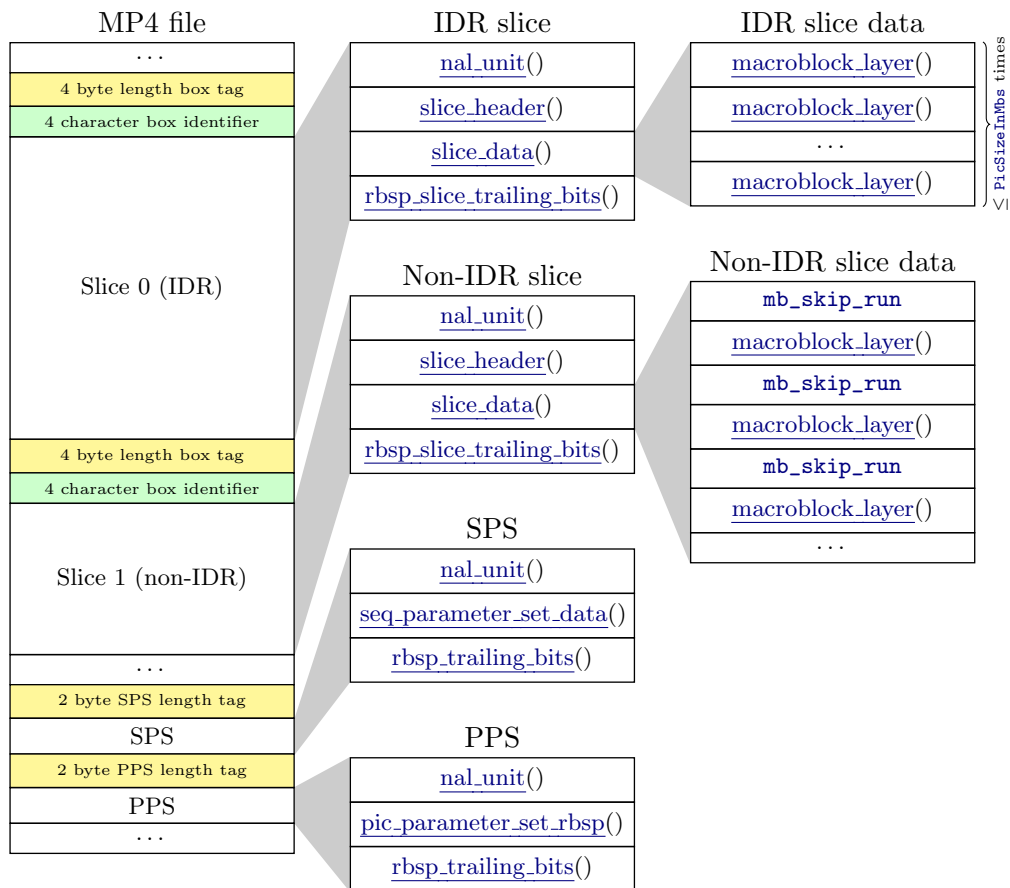 MP4 file
...
4 byte length box tag
4 character box identifier
Slice 0 (IDR)
4 byte length box tag
4 character box identifier
Slice 1 (non-IDR)
...
2 byte SPS length tag
SPS
2 byte PPS length tag
PPS
...
IDR slice
nal_unit()
slice_header()
slice_data()
rbsp_slice_trailing_bits()
Non-IDR slice
nal_unit()
slice_header()
slice_data()
rbsp_slice_trailing_bits()
SPS
nal_unit()
seq_parameter_set_data()
rbsp_trailing_bits()
PPS
nal_unit()
pic_parameter_set_rbsp()
rbsp_trailing_bits()
IDR slice data
macroblock_layer()
macroblock_layer()
...
macroblock_layer()
≤ PicSizeInMbs times
Non-IDR slice data
mb_skip_run
macroblock_layer()
mb_skip_run
macroblock_layer()
mb_skip_run
macroblock_layer()
...